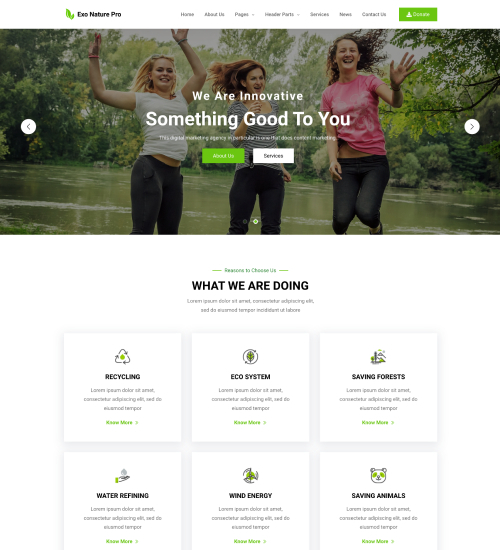 Exo Nature Pro
Home
About Us
Pages
Header Parts
Services
News
Contact Us
Donate
We Are Innovative
Something Good To You
This digital marketing agency in particular is one that does content marketing.
About Us
Services
Reasons to Choose Us
WHAT WE ARE DOING
Lorem ipsum dolor sit amet, consectetur adipiscing elit,
sed do eiusmod tempor incididunt ut labore
RECYCLING
Lorem ipsum dolor sit amet,
consectetur adipiscing elit, sed do
eiusmod tempor
Know More
ECO SYSTEM
Lorem ipsum dolor sit amet,
consectetur adipiscing elit, sed do
eiusmod tempor
Know More
SAVING FORESTS
Lorem ipsum dolor sit amet,
consectetur adipiscing elit, sed do
eiusmod tempor
Know More
WATER REFINING
Lorem ipsum dolor sit amet,
consectetur adipiscing elit, sed do
eiusmod tempor
Know More
WIND ENERGY
Lorem ipsum dolor sit amet,
consectetur adipiscing elit, sed do
eiusmod tempor
Know More
SAVING ANIMALS
Lorem ipsum dolor sit amet,
consectetur adipiscing elit, sed do
eiusmod tempor
Know More